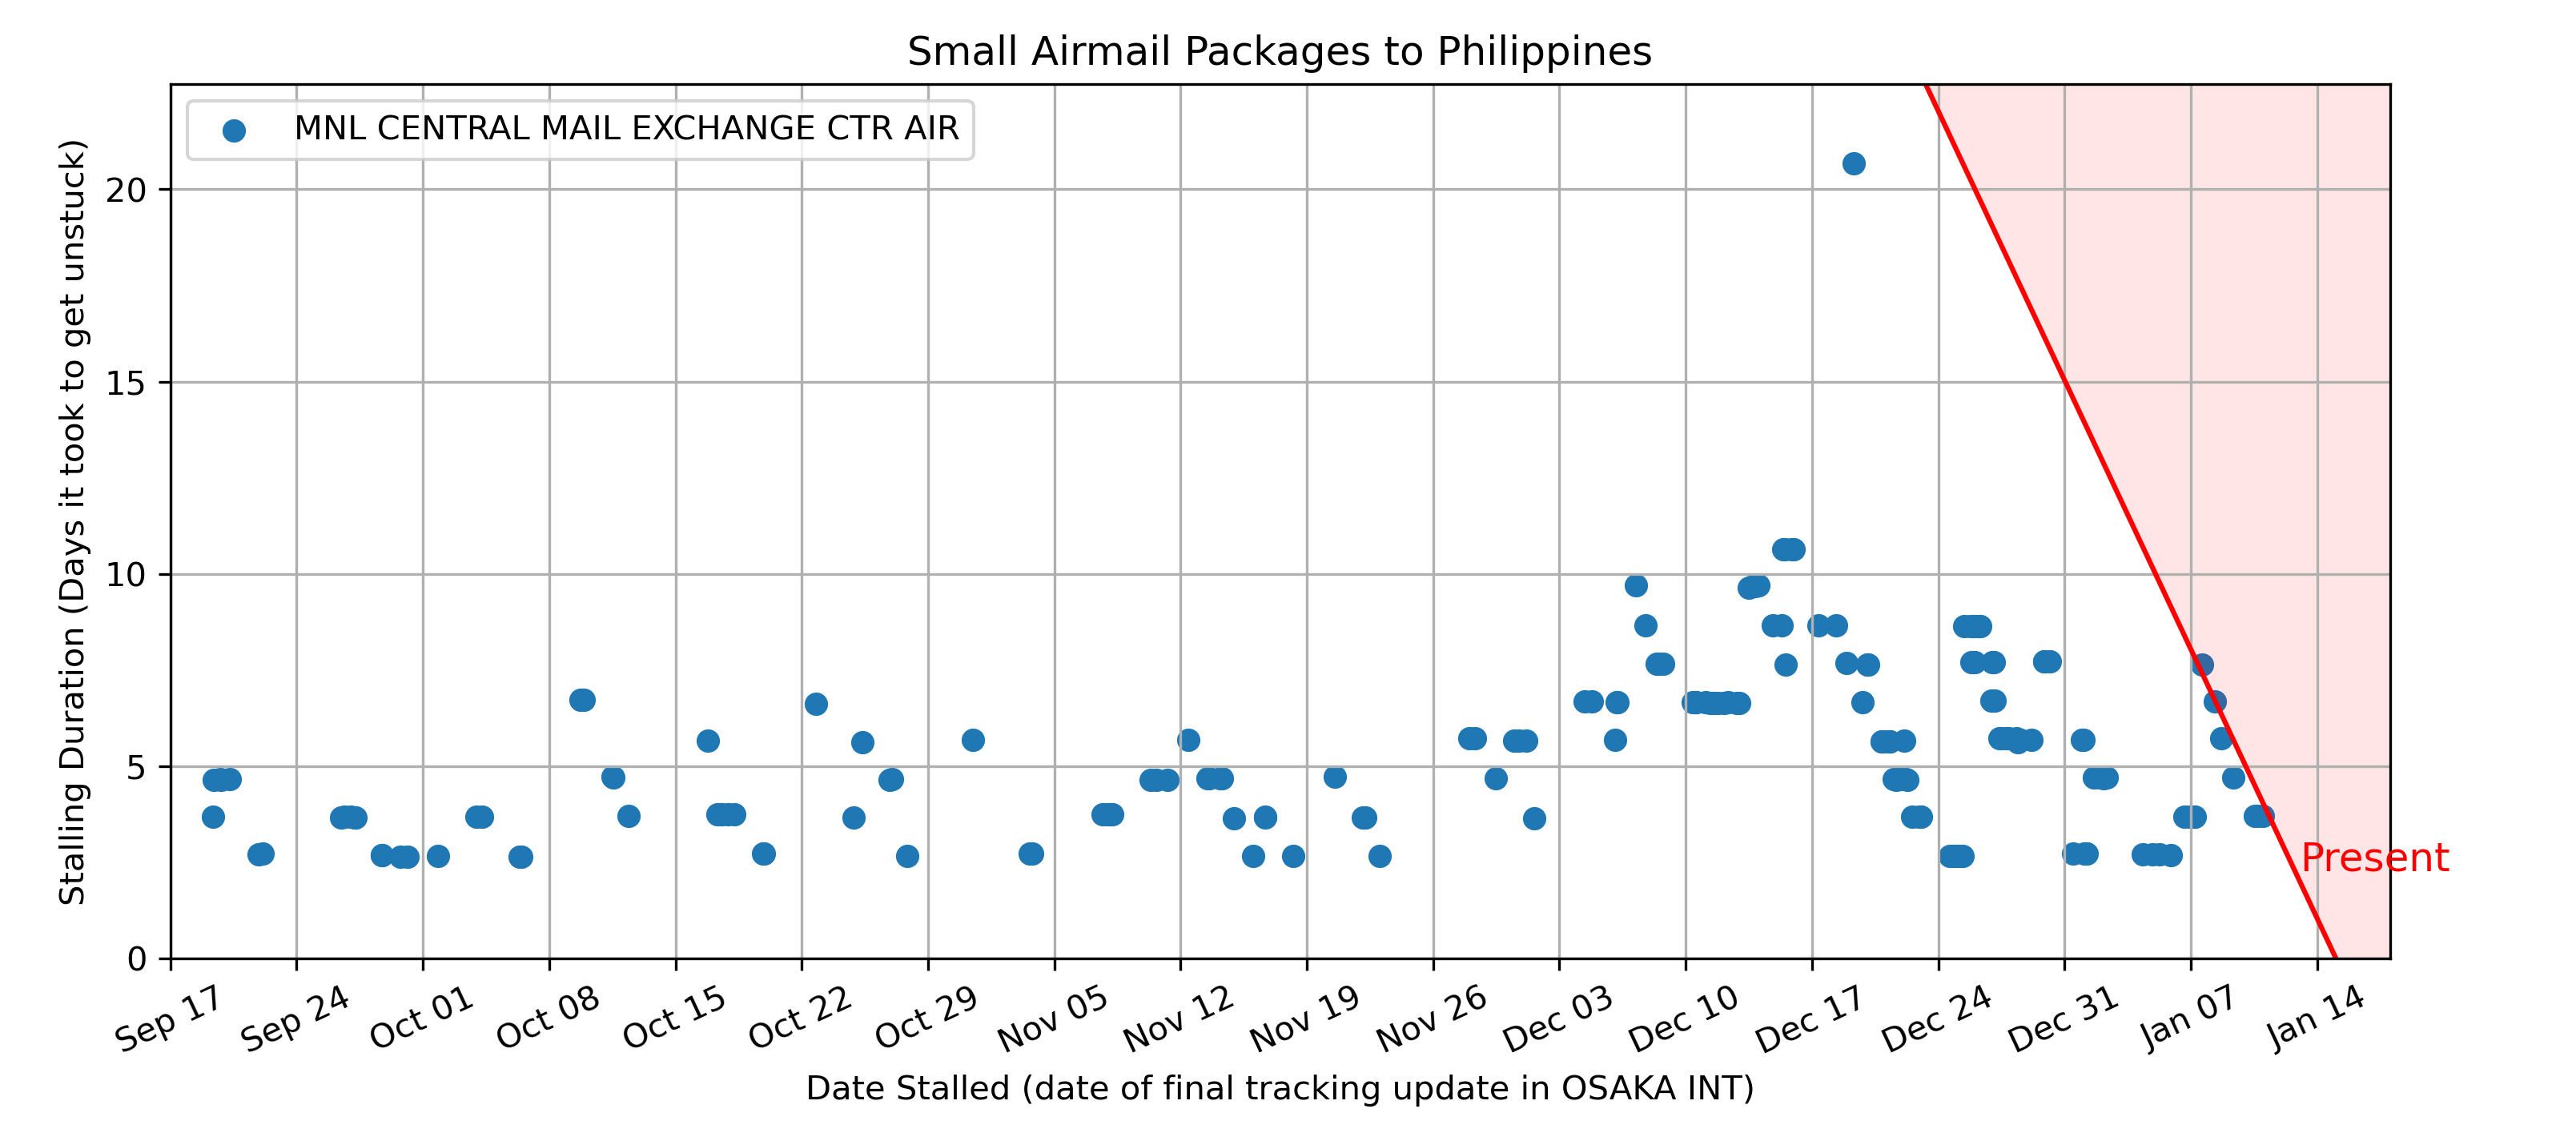 Small Airmail Packages to Philippines
MNL CENTRAL MAIL EXCHANGE CTR AIR
Stalling Duration (Days it took to get unstuck)
20
15
10
5
0
Present
Sep 17
Sep 24
Oct 01
Oct 08
Oct 15
Oct 22
Oct 29
Nov 05
Nov 12
Nov 19
Nov 26
Dec 03
Dec 10
Dec 17
Dec 24
Dec 31
Jan 07
Jan 14
Date Stalled (date of final tracking update in OSAKA INT)